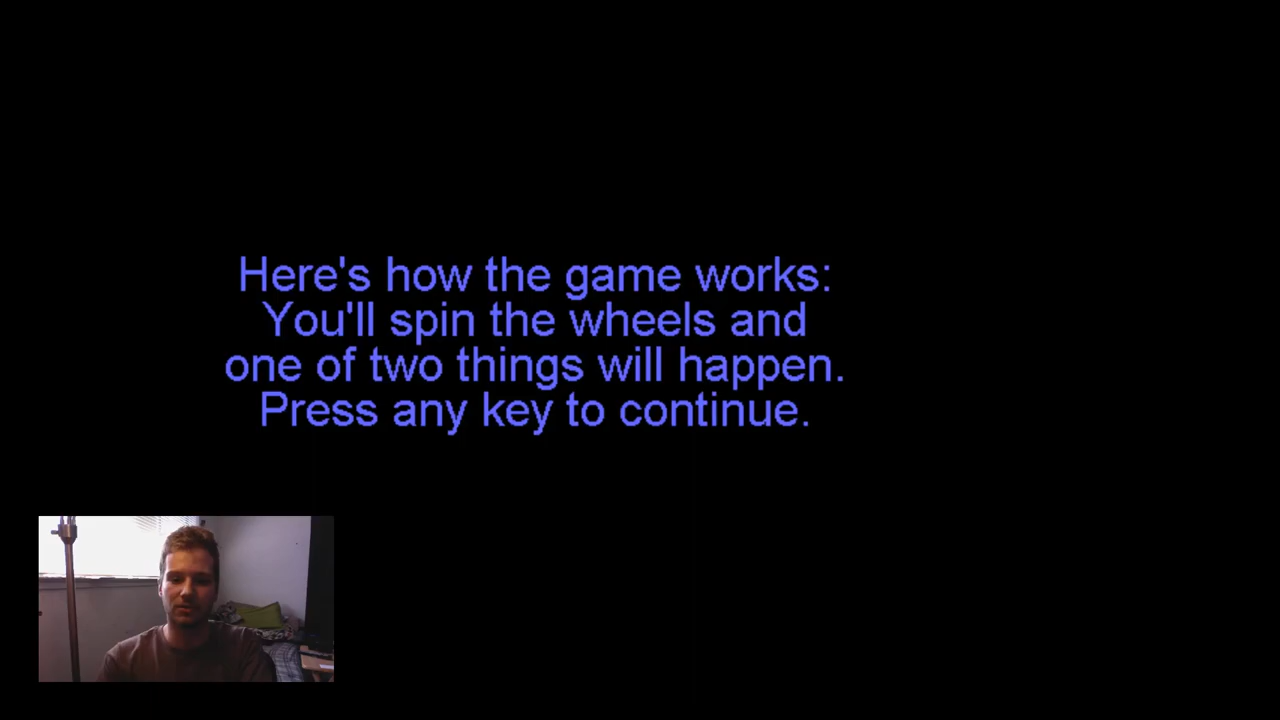 Here's how the game works:
You'll spin the wheels and
one of two things will happen.
Press any key to continue.